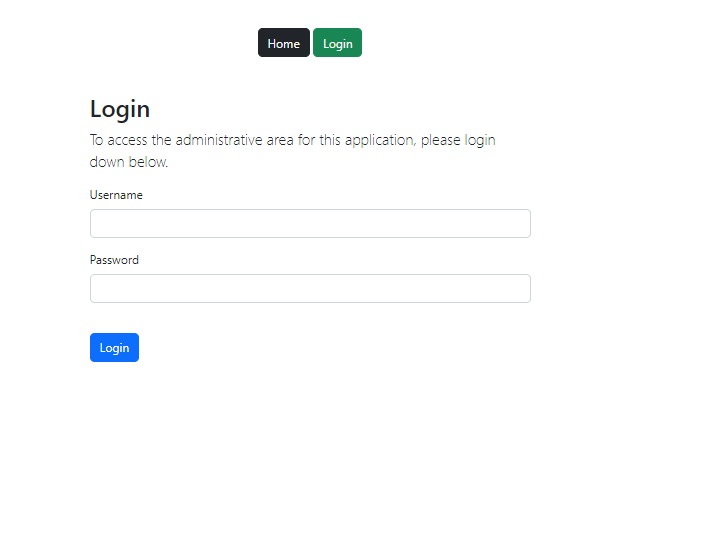 Home Login
Login
To access the administrative area for this application, please login
down below.
Username
Password
Login